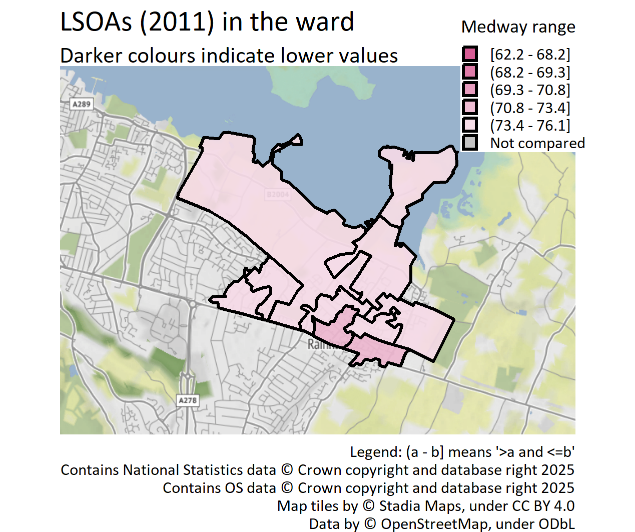 LSOAs (2011) in the ward
Darker colours indicate lower values
Medway range
[62.2 - 68.2]
(68.2 - 69.3]
(69.3 - 70.8]
(70.8 - 73.4]
(73.4 - 76.1]
Not compared
A289
A278
Legend: (a - b] means '>a and <=b'
Contains National Statistics data © Crown copyright and database right 2025
Contains OS data © Crown copyright and database right 2025
Map tiles by © Stadia Maps, under CC BY 4.0
Data by © OpenStreetMap, under ODbL